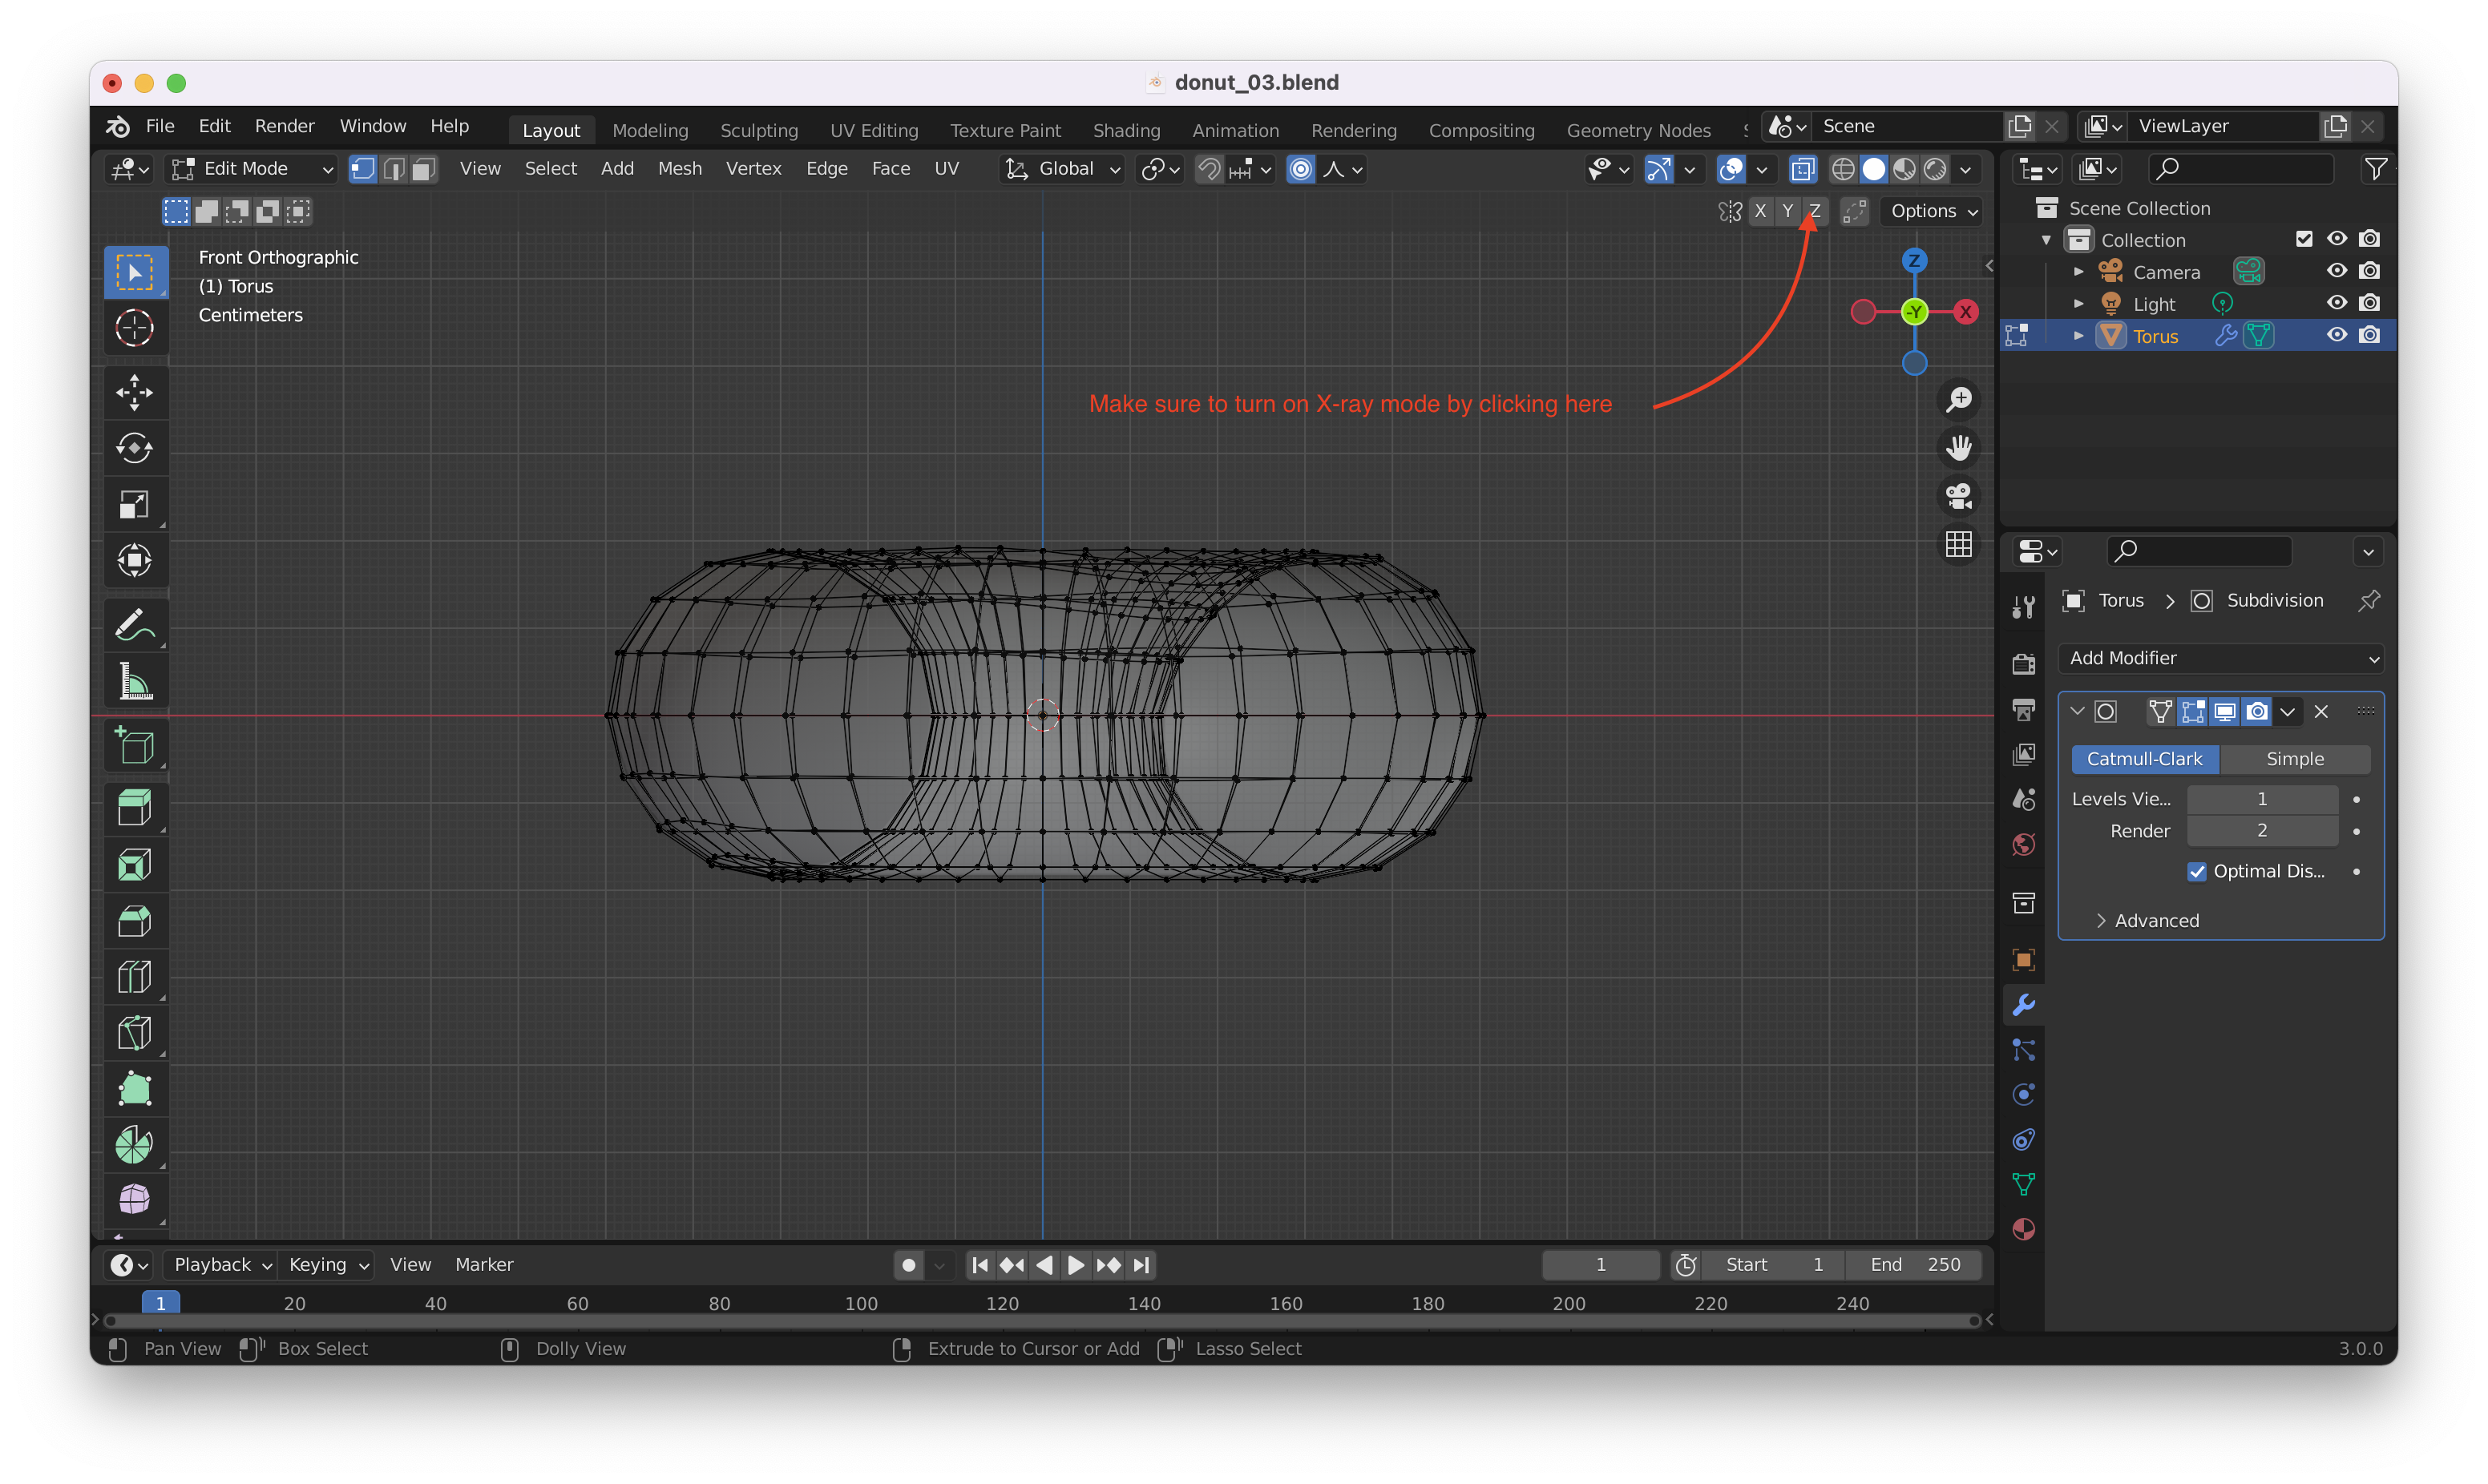 donut_03.blend
File Edit Render Window Help Layout Modeling Sculpting UV Editing Texture Paint Shading Animation Rendering Compositing Geometry Nodes Scene ViewLayer
Edit Mode View Select Add Mesh Vertex Edge Face UV Global
X Y Z Options
Scene Collection
Collection
Camera
Light
Torus
Front Orthographic
(1) Torus
Centimeters
Z
-Y X
Make sure to turn on X-ray mode by clicking here
Torus > Subdivision
Add Modifier
Catmull-Clark Simple
Levels Vie... 1
Render 2
Optimal Dis...
Advanced
Playback Keying View Marker 1 Start 1 End 250
1 20 40 60 80 100 120 140 160 180 200 220 240
Pan View Box Select Dolly View Extrude to Cursor or Add Lasso Select 3.0.0